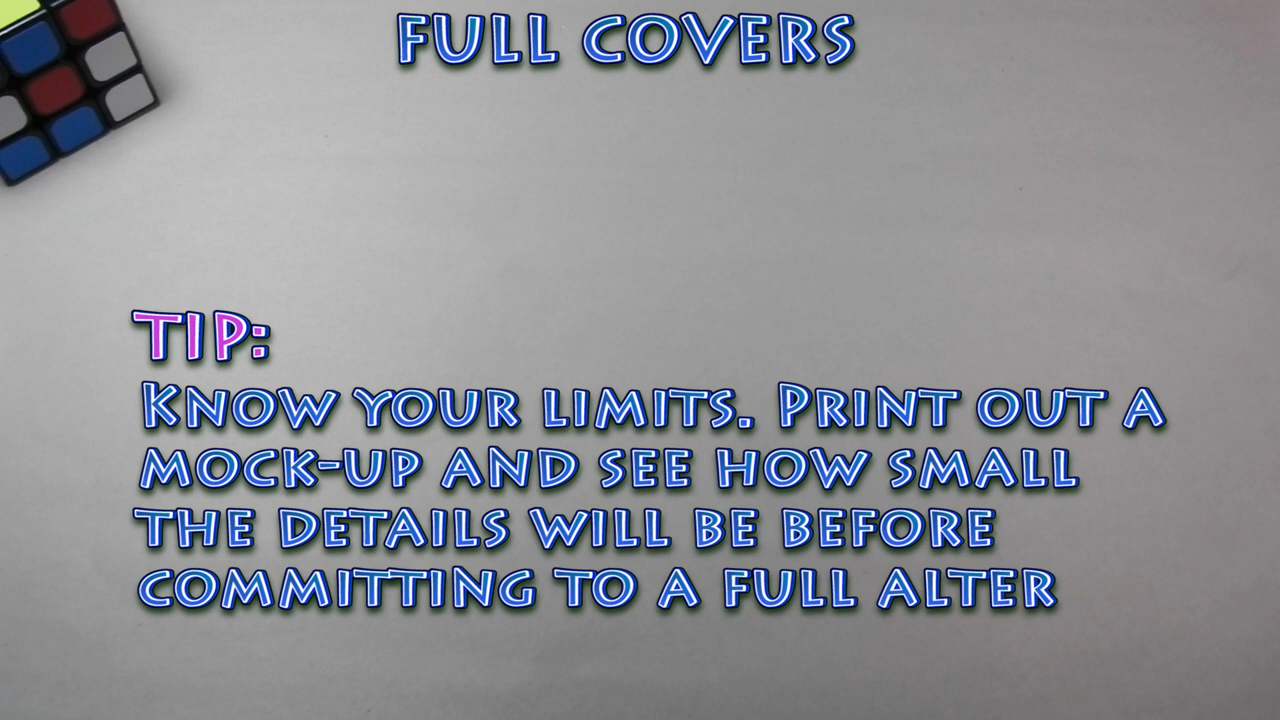 FULL COVERS
TIP:
KNOW YOUR LIMITS. PRINT OUT A
MOCK-UP AND SEE HOW SMALL
THE DETAILS WILL BE BEFORE
COMMITTING TO A FULL ALTER